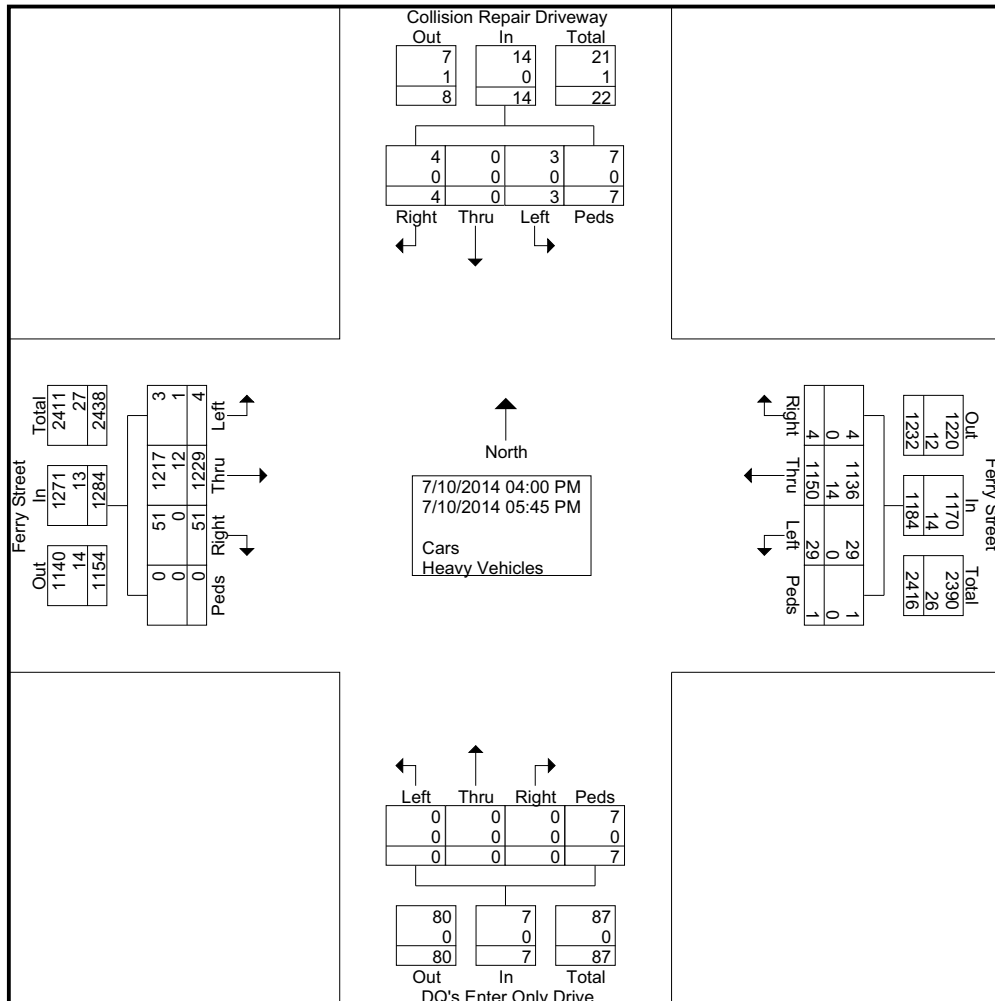 Collision Repair Driveway
Out In Total
7 14 21
1 0 1
8 14 22
4 0 3 7
0 0 0 0
4 0 3 7
Right Thru Left Peds
Ferry Street
Total In Out
2411 1271 1140
27 13 14
2438 1284 1154
3 1217 51 0
1 12 0 0
4 1229 51 0
Left Thru Right Peds
North
7/10/2014 04:00 PM
7/10/2014 05:45 PM
Cars
Heavy Vehicles
Right Thru Left Peds
4 1136 29 1
0 14 0 0
4 1150 29 1
Ferry Street
Out In Total
1220 1170 2390
12 14 26
1232 1184 2416
Left Thru Right Peds
0 0 0 7
0 0 0 0
0 0 0 7
80 7 87
0 0 0
80 7 87
Out In Total
DQ's Enter Only Drive